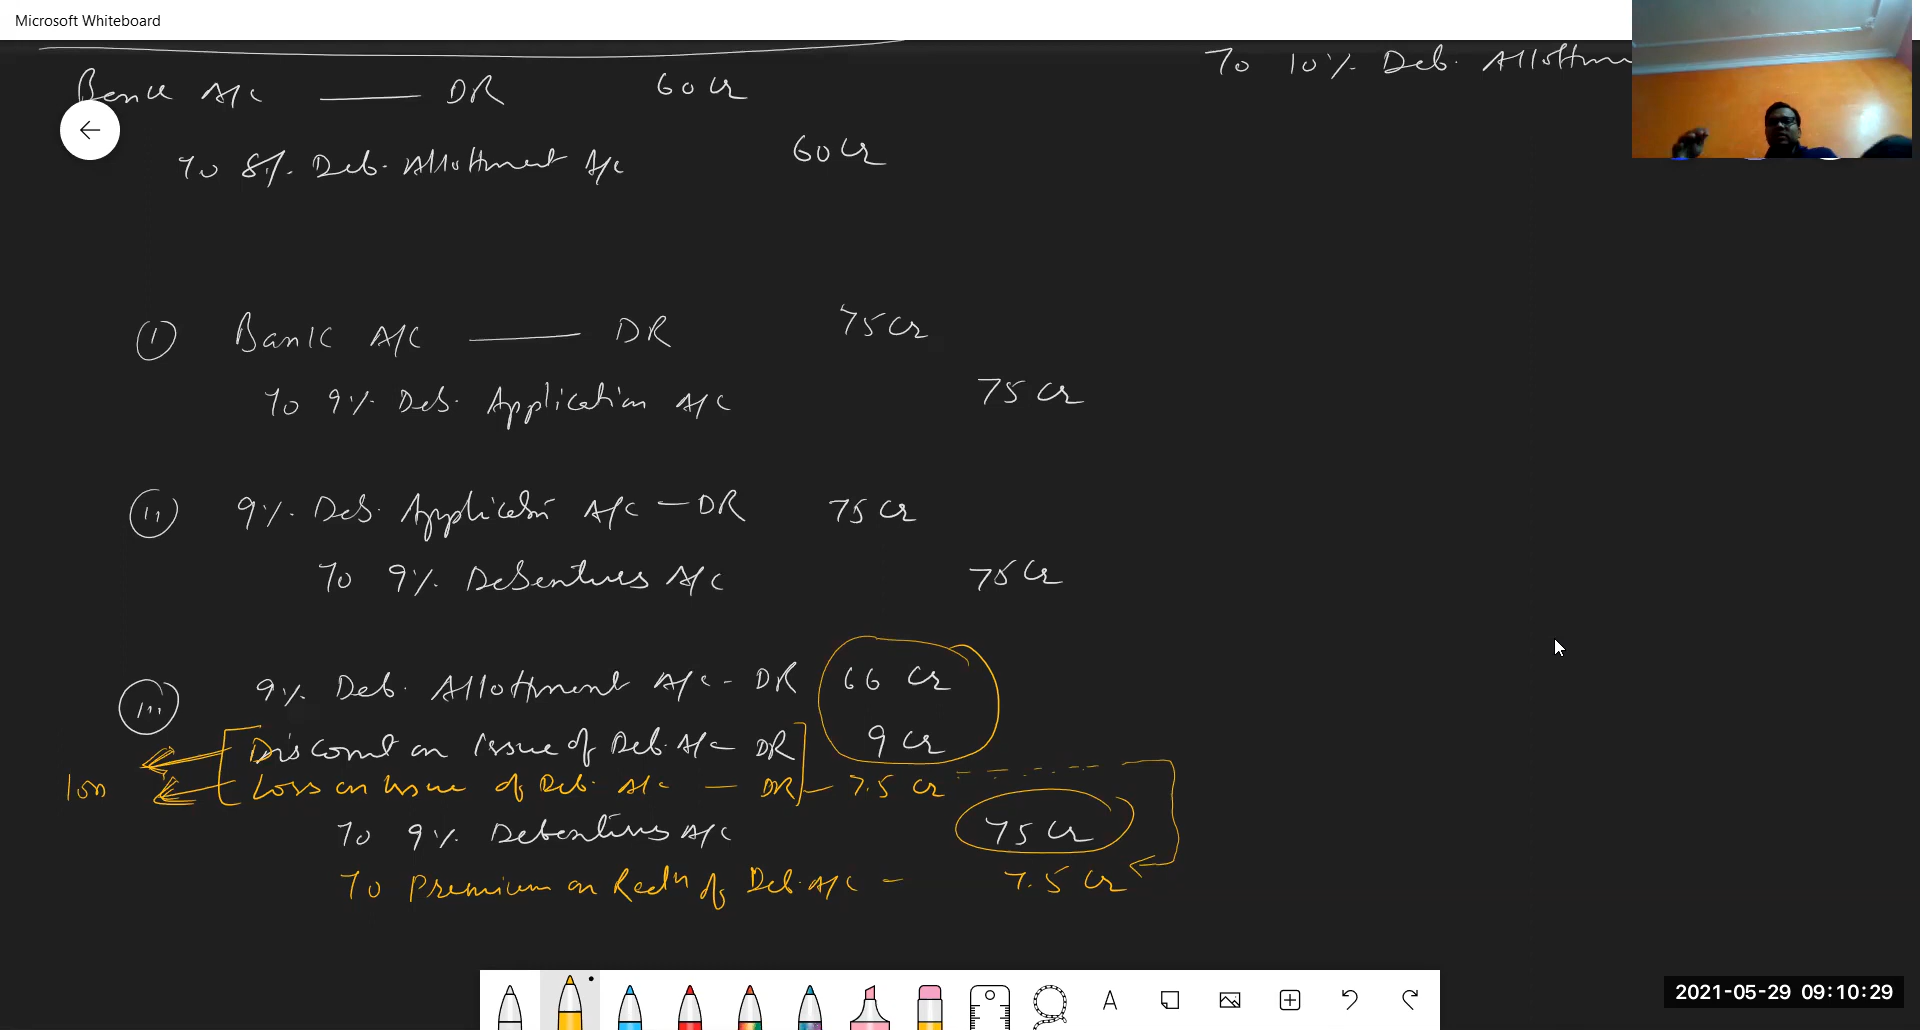 Microsoft Whiteboard
To 10% Deb. Allottm
Bank A/c —— DR 60 Cr
To 8% Deb. Allottment A/c 60 Cr
(i) Bank A/c —— DR 75 Cr
To 9% Deb. Application A/c 75 Cr
(ii) 9% Deb. Application A/c — DR 75 Cr
To 9% Debentures A/c 75 Cr
(iii) 9% Deb. Allottment A/c - DR 66 Cr
Discount on Issue of Deb. A/c - DR 9 Cr
Loss Loss on Issue of Deb. A/c — DR — 7.5 Cr
To 9% Debentures A/c 75 Cr
To Premium on Redn of Deb. A/c - 7.5 Cr
2021-05-29 09:10:29